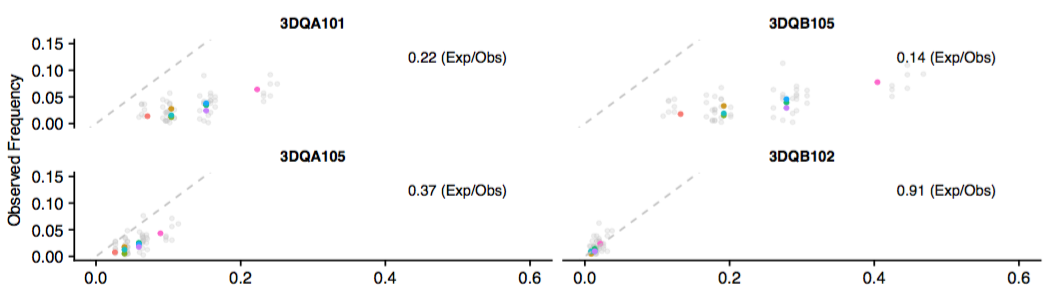 3DQA101
3DQB105
0.15
0.10
0.05
0.00
0.22 (Exp/Obs)
0.14 (Exp/Obs)
Observed Frequency
3DQA105
3DQB102
0.15
0.10
0.05
0.00
0.37 (Exp/Obs)
0.91 (Exp/Obs)
0.0 0.2 0.4 0.6
0.0 0.2 0.4 0.6